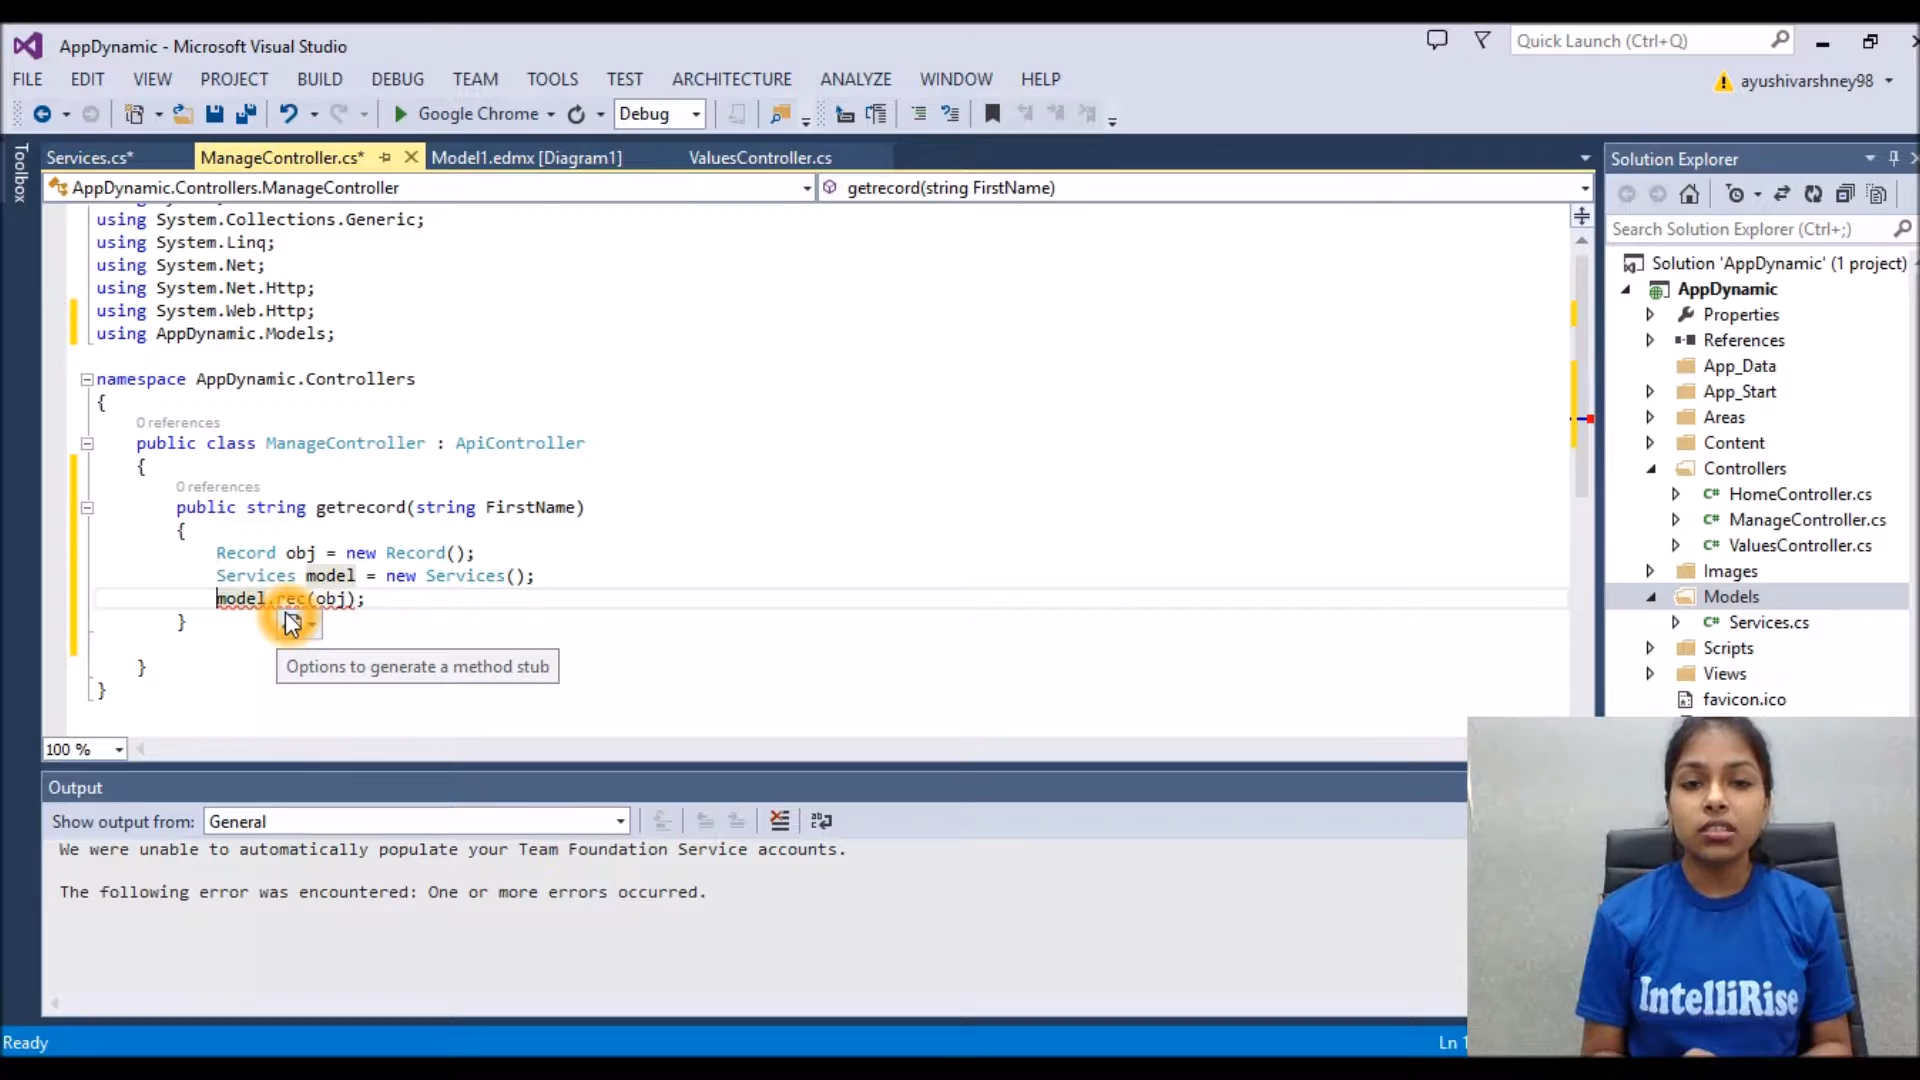 AppDynamic - Microsoft Visual Studio
Quick Launch (Ctrl+Q)
FILE EDIT VIEW PROJECT BUILD DEBUG TEAM TOOLS TEST ARCHITECTURE ANALYZE WINDOW HELP
ayushivarshney98
Google Chrome Debug
Toolbox
Services.cs* ManageController.cs* Model1.edmx [Diagram1] ValuesController.cs
AppDynamic.Controllers.ManageController getrecord(string FirstName)
using System.Collections.Generic;
using System.Linq;
using System.Net;
using System.Net.Http;
using System.Web.Http;
using AppDynamic.Models;
namespace AppDynamic.Controllers
{
0 references
public class ManageController : ApiController
{
0 references
public string getrecord(string FirstName)
{
Record obj = new Record();
Services model = new Services();
model.rec(obj);
}
Options to generate a method stub
}
}
100 %
Solution Explorer
Search Solution Explorer (Ctrl+;)
Solution 'AppDynamic' (1 project)
AppDynamic
Properties
References
App_Data
App_Start
Areas
Content
Controllers
C# HomeController.cs
C# ManageController.cs
C# ValuesController.cs
Images
Models
C# Services.cs
Scripts
Views
favicon.ico
Output
Show output from: General
We were unable to automatically populate your Team Foundation Service accounts.
The following error was encountered: One or more errors occurred.
Ready
Ln
IntelliRise